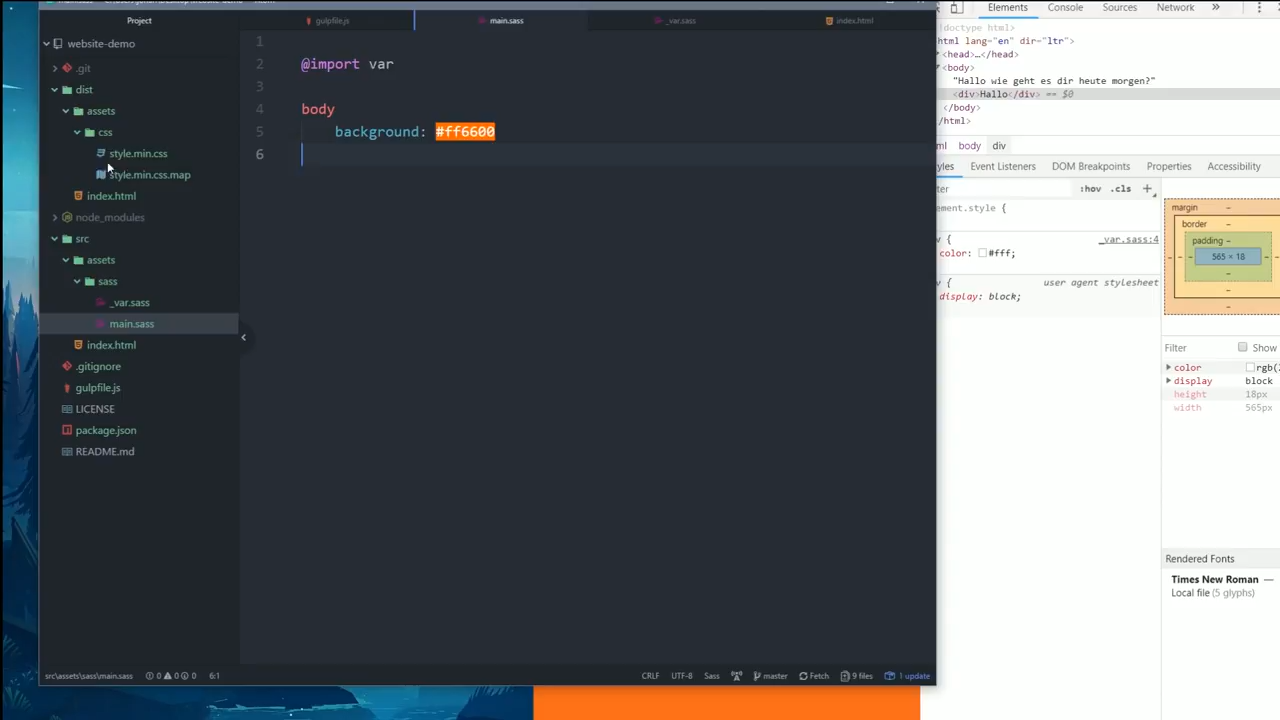 Project
gulpfile.js
main.sass
_var.sass
index.html
website-demo
.git
dist
assets
css
style.min.css
style.min.css.map
index.html
node_modules
src
assets
sass
_var.sass
main.sass
index.html
.gitignore
gulpfile.js
LICENSE
package.json
README.md
1
2 @import var
3
4 body
5 background: #ff6600
6
src\assets\sass\main.sass 0 0 0 6:1
CRLF UTF-8 Sass master Fetch 9 files 1 update
Elements Console Sources Network »
!doctype html>
html lang="en" dir="ltr">
<head>…</head>
<body>
"Hallo wie geht es dir heute morgen?"
<div>Hallo</div> == $0
</body>
/html>
ml body div
yles Event Listeners DOM Breakpoints Properties Accessibility
ter :hov .cls +
ement.style {
v { _var.sass:4
color: #fff;
v { user agent stylesheet
display: block;
margin –
border –
padding –
565 × 18
Filter Show
color rgb(2
display block
height 18px
width 565px
Rendered Fonts
Times New Roman —
Local file (5 glyphs)